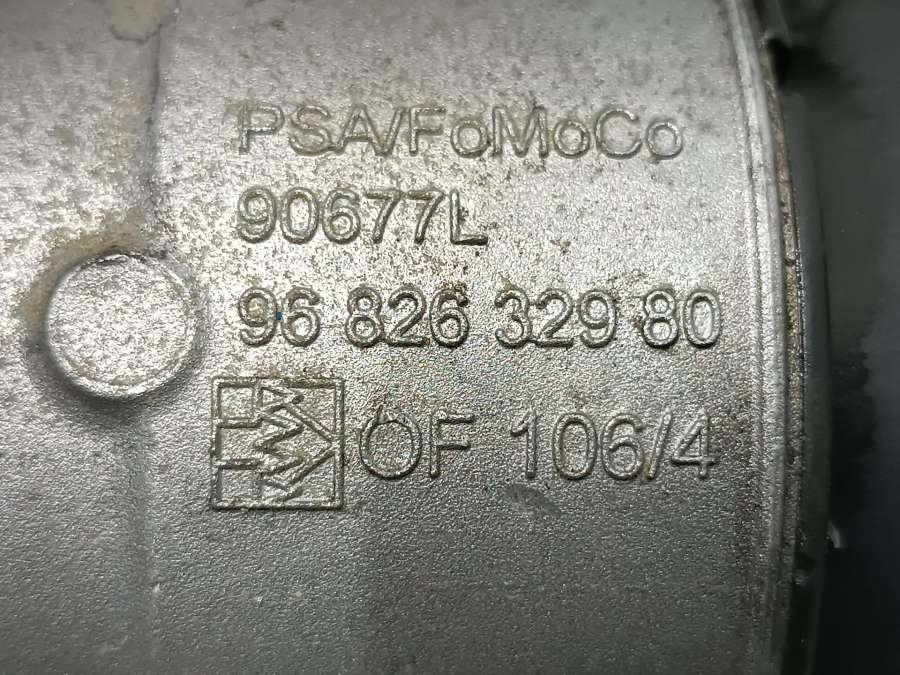 PSA/FoMoCo
90677L
96 826 329 80
OF 106/4